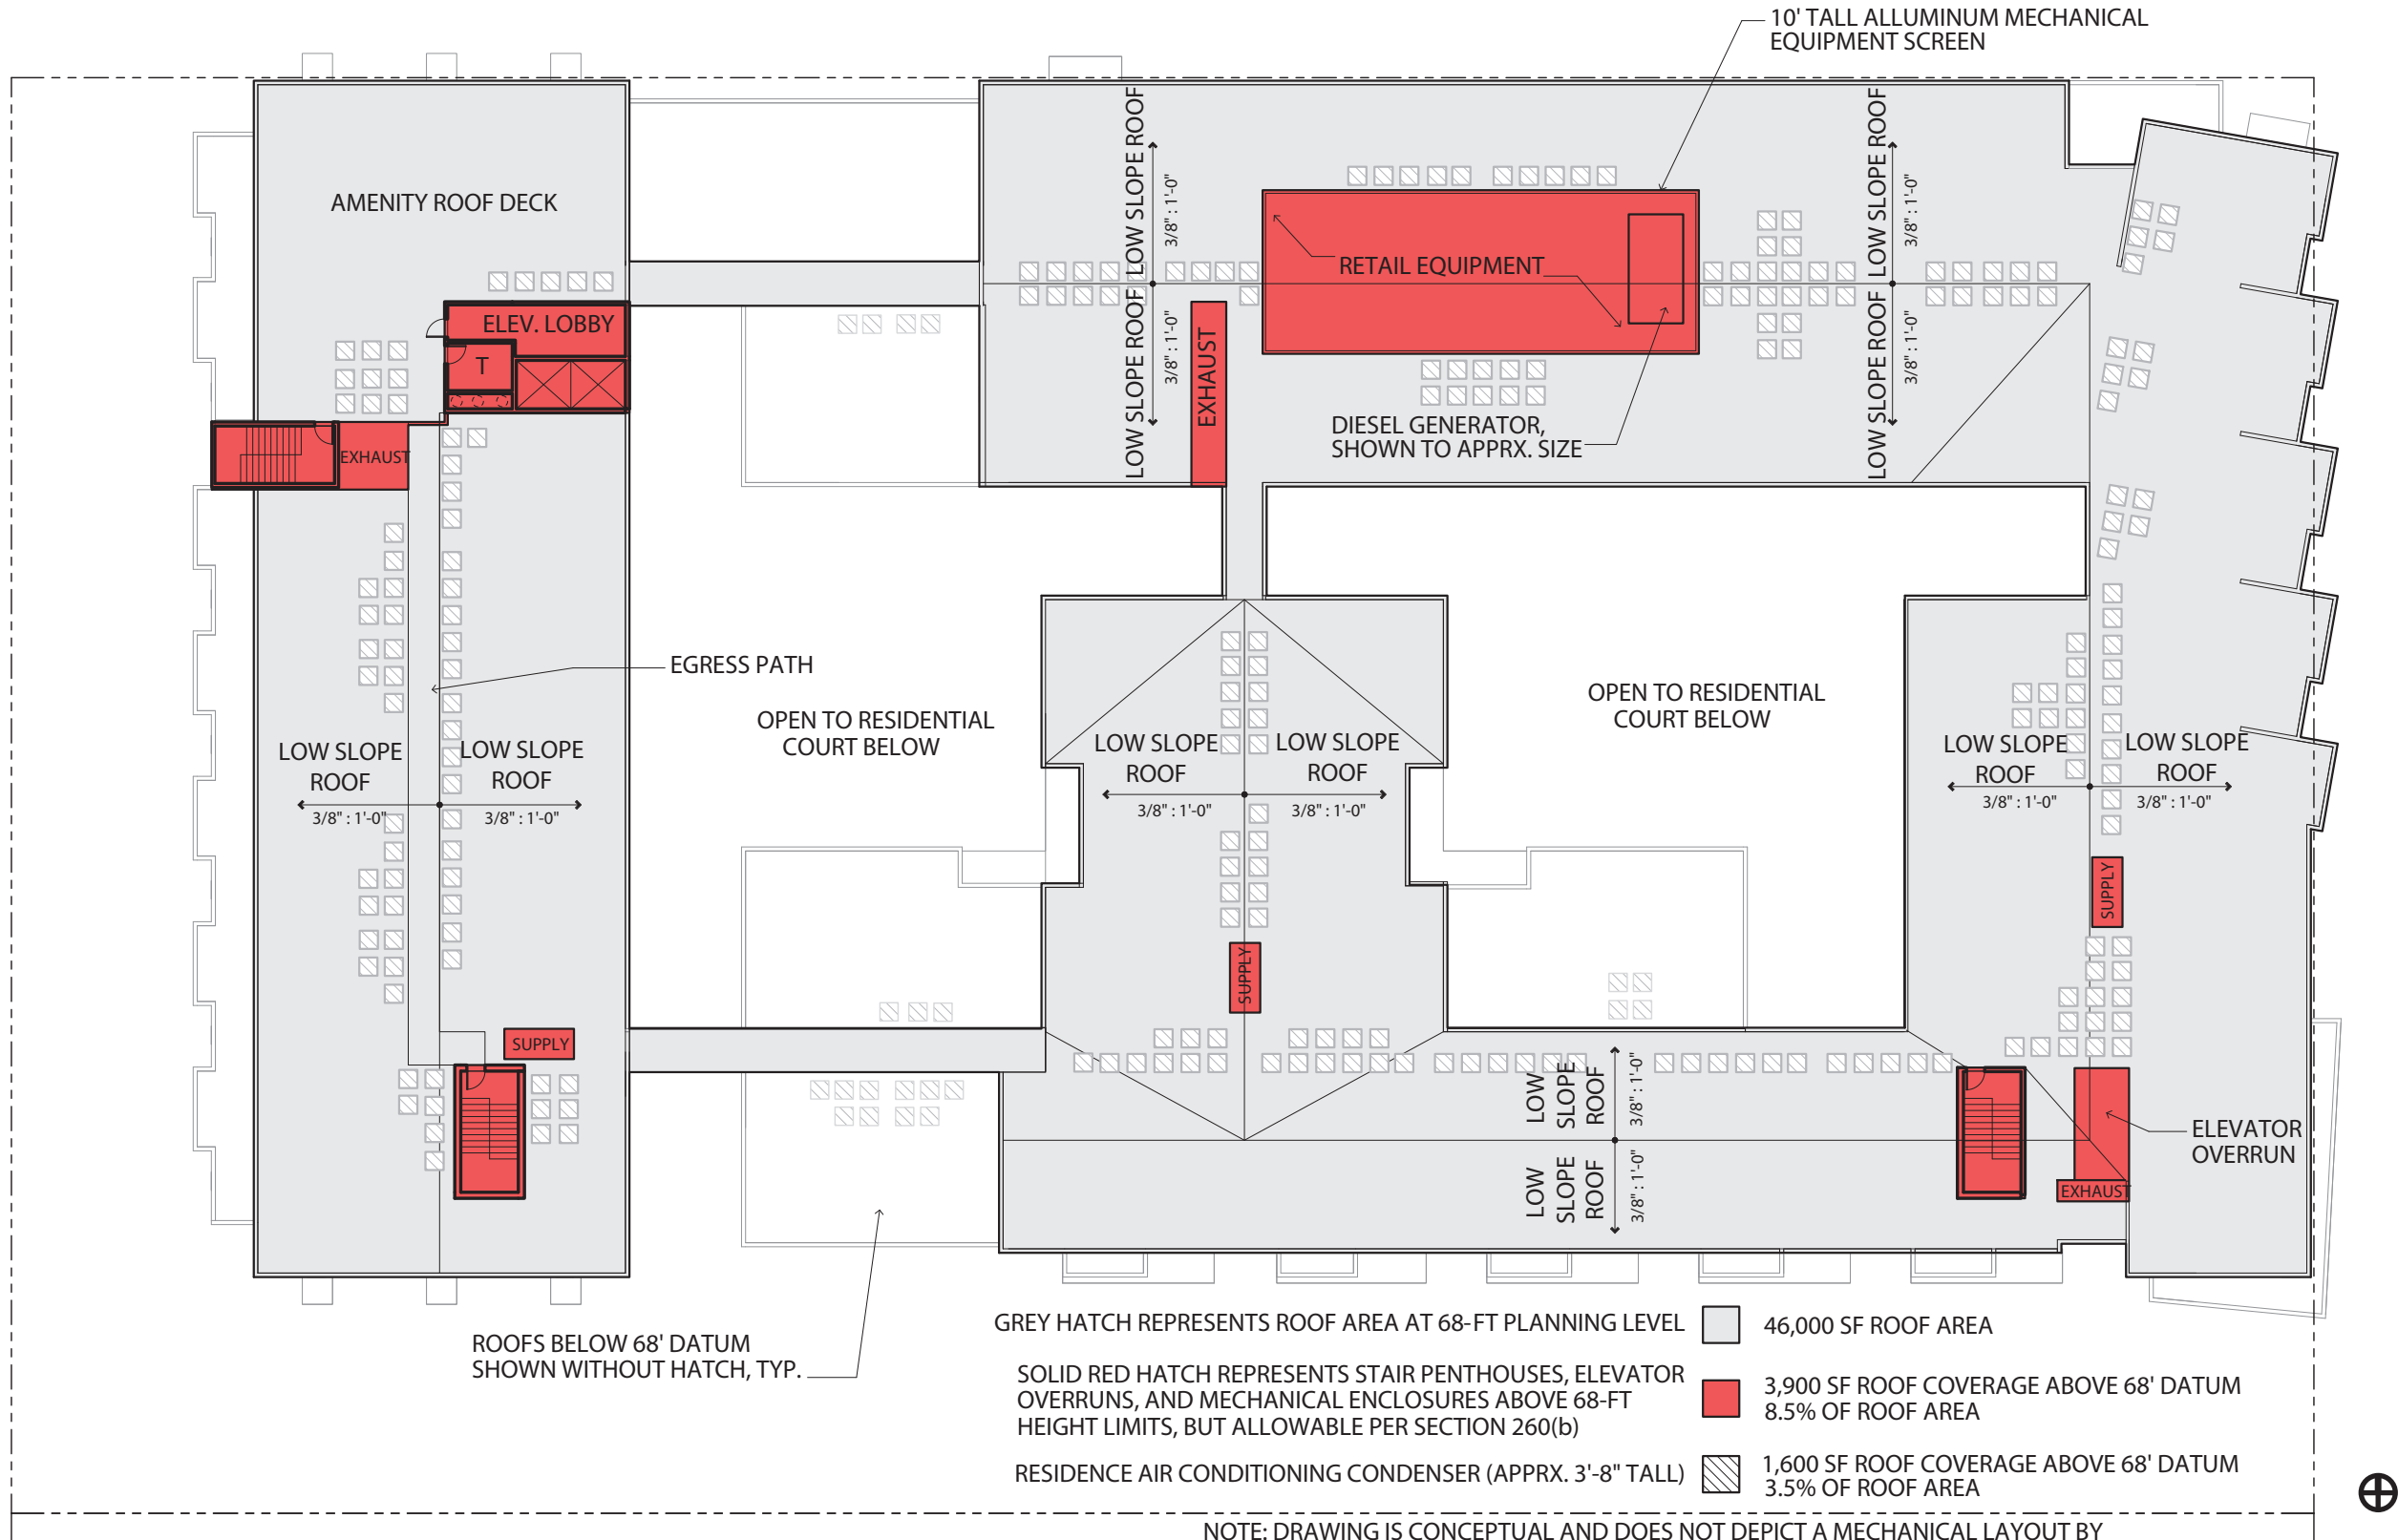 10' TALL ALLUMINUM MECHANICAL
EQUIPMENT SCREEN
AMENITY ROOF DECK
LOW SLOPE ROOF
3/8" : 1'-0"
LOW SLOPE ROOF
3/8" : 1'-0"
LOW SLOPE ROOF
3/8" : 1'-0"
LOW SLOPE ROOF
3/8" : 1'-0"
RETAIL EQUIPMENT
ELEV. LOBBY
T
EXHAUST
EXHAUST
DIESEL GENERATOR,
SHOWN TO APPRX. SIZE
EGRESS PATH
OPEN TO RESIDENTIAL
COURT BELOW
OPEN TO RESIDENTIAL
COURT BELOW
LOW SLOPE
ROOF
3/8" : 1'-0"
LOW SLOPE
ROOF
3/8" : 1'-0"
LOW SLOPE
ROOF
3/8" : 1'-0"
LOW SLOPE
ROOF
3/8" : 1'-0"
LOW SLOPE
ROOF
3/8" : 1'-0"
LOW SLOPE
ROOF
3/8" : 1'-0"
SUPPLY
SUPPLY
SUPPLY
LOW
SLOPE
ROOF
3/8" : 1'-0"
LOW
SLOPE
ROOF
3/8" : 1'-0"
ELEVATOR
OVERRUN
EXHAUST
ROOFS BELOW 68' DATUM
SHOWN WITHOUT HATCH, TYP.
GREY HATCH REPRESENTS ROOF AREA AT 68-FT PLANNING LEVEL
46,000 SF ROOF AREA
SOLID RED HATCH REPRESENTS STAIR PENTHOUSES, ELEVATOR
OVERRUNS, AND MECHANICAL ENCLOSURES ABOVE 68-FT
HEIGHT LIMITS, BUT ALLOWABLE PER SECTION 260(b)
3,900 SF ROOF COVERAGE ABOVE 68' DATUM
8.5% OF ROOF AREA
RESIDENCE AIR CONDITIONING CONDENSER (APPRX. 3'-8" TALL)
1,600 SF ROOF COVERAGE ABOVE 68' DATUM
3.5% OF ROOF AREA
NOTE: DRAWING IS CONCEPTUAL AND DOES NOT DEPICT A MECHANICAL LAYOUT BY